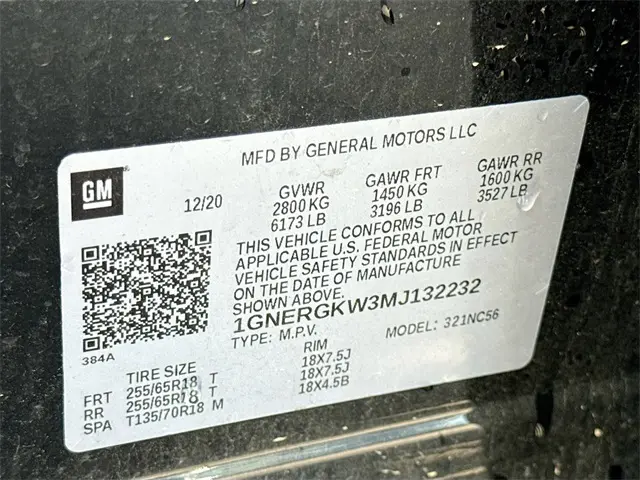 MFD BY GENERAL MOTORS LLC
GM
12/20
GVWR GAWR FRT GAWR RR
2800 KG 1450 KG 1600 KG
6173 LB 3196 LB 3527 LB
THIS VEHICLE CONFORMS TO ALL
APPLICABLE U.S. FEDERAL MOTOR
VEHICLE SAFETY STANDARDS IN EFFECT
ON THE DATE OF MANUFACTURE
SHOWN ABOVE.
1GNERGKW3MJ132232
TYPE: M.P.V. MODEL: 321NC56
384A
TIRE SIZE RIM
FRT 255/65R18 T 18X7.5J
RR 255/65R18 T 18X7.5J
SPA T135/70R18 M 18X4.5B